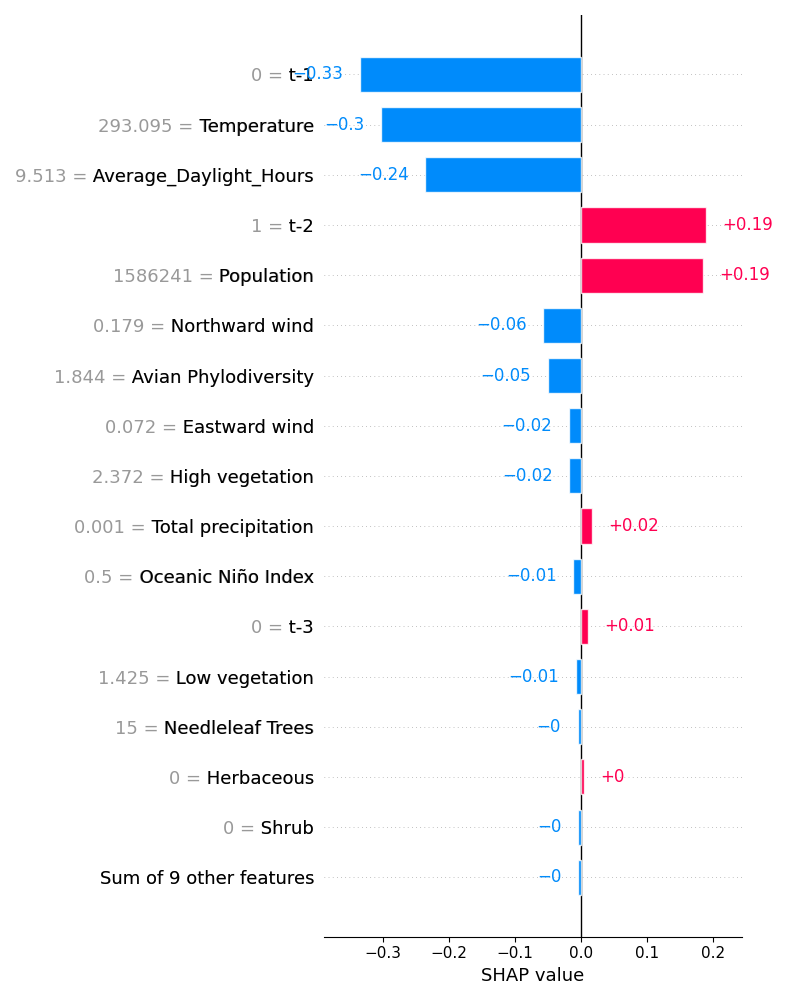 0 = t-1 −0.33
293.095 = Temperature −0.3
9.513 = Average_Daylight_Hours −0.24
1 = t-2 +0.19
1586241 = Population +0.19
0.179 = Northward wind −0.06
1.844 = Avian Phylodiversity −0.05
0.072 = Eastward wind −0.02
2.372 = High vegetation −0.02
0.001 = Total precipitation +0.02
0.5 = Oceanic Niño Index −0.01
0 = t-3 +0.01
1.425 = Low vegetation −0.01
15 = Needleleaf Trees −0
0 = Herbaceous +0
0 = Shrub −0
Sum of 9 other features −0
−0.3 −0.2 −0.1 0.0 0.1 0.2
SHAP value